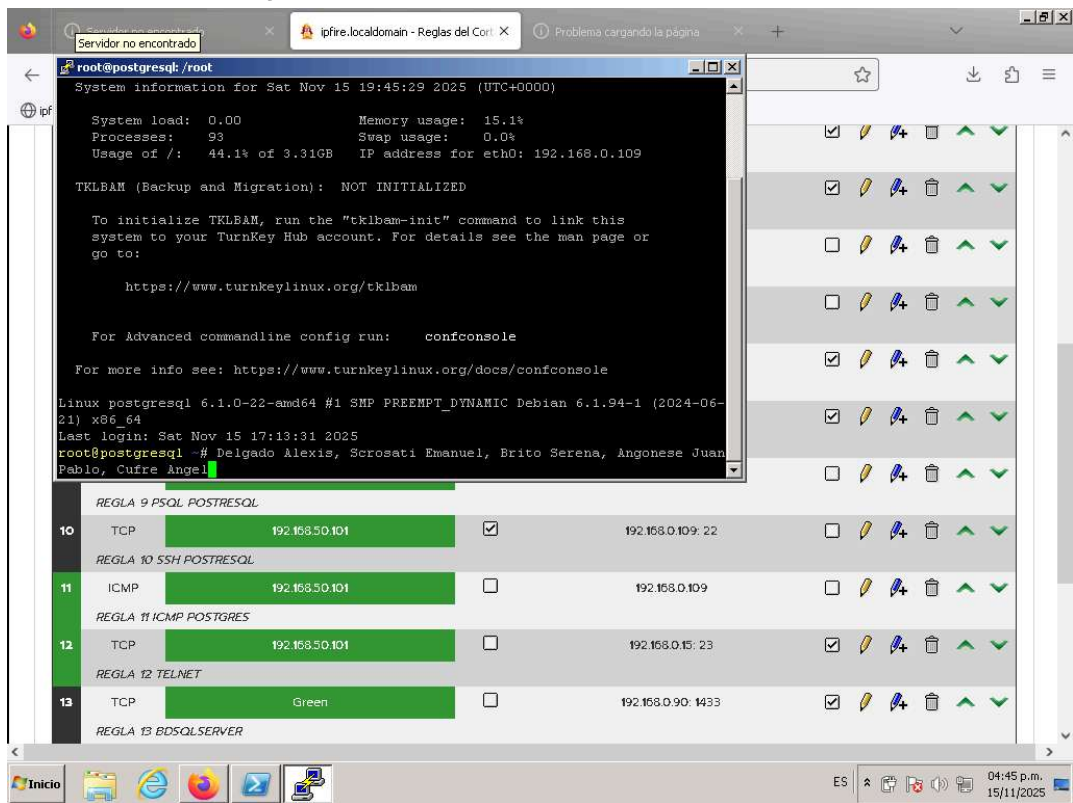 Servidor no encontrado
ipfire.localdomain - Reglas del Cort
Problema cargando la página
Servidor no encontrado
root@postgresql: /root
ipf
System information for Sat Nov 15 19:45:29 2025 (UTC+0000)
System load: 0.00 Memory usage: 15.1%
Processes: 93 Swap usage: 0.0%
Usage of /: 44.1% of 3.31GB IP address for eth0: 192.168.0.109
TKLBAM (Backup and Migration): NOT INITIALIZED
To initialize TKLBAM, run the "tklbam-init" command to link this
system to your TurnKey Hub account. For details see the man page or
go to:
https://www.turnkeylinux.org/tklbam
For Advanced commandline config run: confconsole
For more info see: https://www.turnkeylinux.org/docs/confconsole
Linux postgresql 6.1.0-22-amd64 #1 SMP PREEMPT_DYNAMIC Debian 6.1.94-1 (2024-06-
21) x86_64
Last login: Sat Nov 15 17:13:31 2025
root@postgresql ~# Delgado Alexis, Scrosati Emanuel, Brito Serena, Angonese Juan
Pablo, Cufre Angel
REGLA 9 PSQL POSTRESQL
10 TCP 192.168.50.101 192.168.0.109: 22
REGLA 10 SSH POSTRESQL
11 ICMP 192.168.50.101 192.168.0.109
REGLA 11 ICMP POSTGRES
12 TCP 192.168.50.101 192.168.0.15: 23
REGLA 12 TELNET
13 TCP Green 192.168.0.90: 1433
REGLA 13 BDSQLSERVER
Inicio
ES
04:45 p.m.
15/11/2025